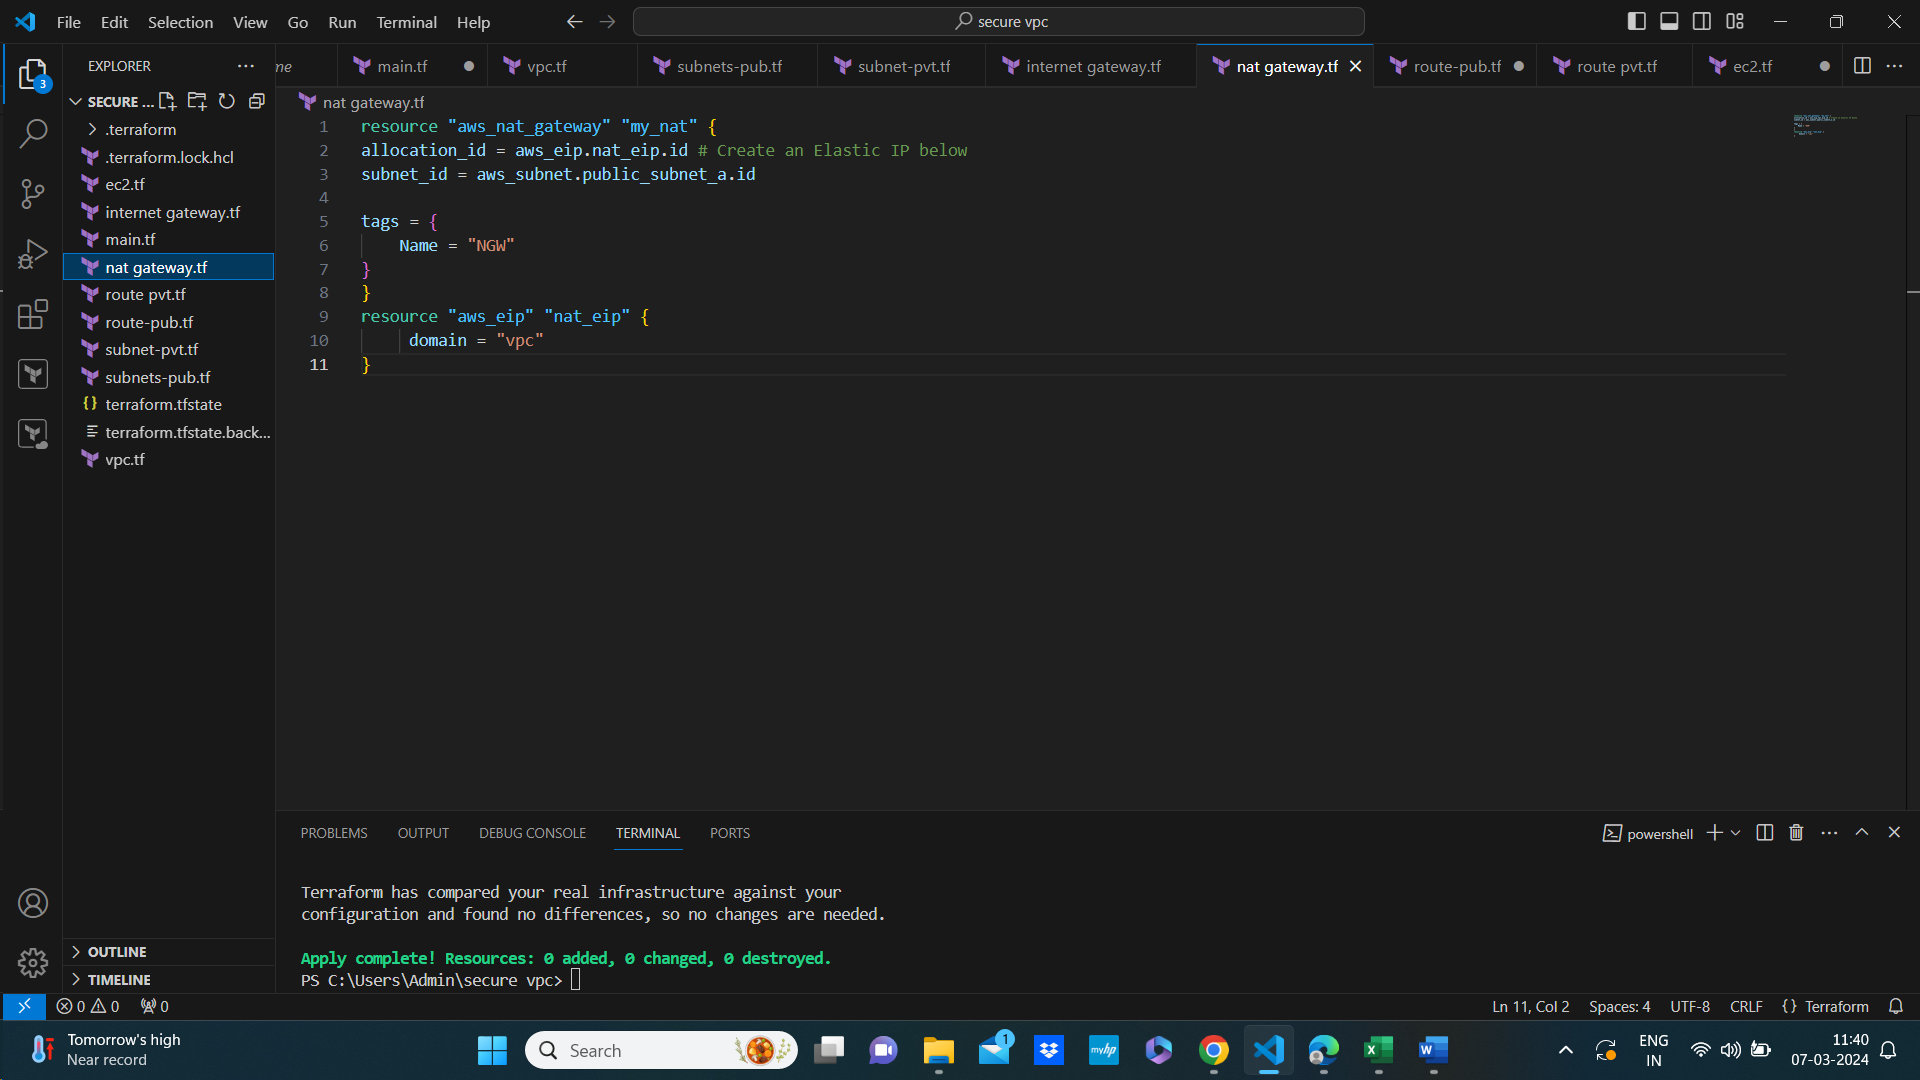 File Edit Selection View Go Run Terminal Help
secure vpc
EXPLORER
3
SECURE ...
.terraform
.terraform.lock.hcl
ec2.tf
internet gateway.tf
main.tf
nat gateway.tf
route pvt.tf
route-pub.tf
subnet-pvt.tf
subnets-pub.tf
terraform.tfstate
terraform.tfstate.back...
vpc.tf
OUTLINE
TIMELINE
me main.tf vpc.tf subnets-pub.tf subnet-pvt.tf internet gateway.tf nat gateway.tf route-pub.tf route pvt.tf ec2.tf
nat gateway.tf
1 resource "aws_nat_gateway" "my_nat" {
2 allocation_id = aws_eip.nat_eip.id # Create an Elastic IP below
3 subnet_id = aws_subnet.public_subnet_a.id
4
5 tags = {
6 Name = "NGW"
7 }
8 }
9 resource "aws_eip" "nat_eip" {
10 domain = "vpc"
11 }
PROBLEMS OUTPUT DEBUG CONSOLE TERMINAL PORTS
powershell
Terraform has compared your real infrastructure against your
configuration and found no differences, so no changes are needed.
Apply complete! Resources: 0 added, 0 changed, 0 destroyed.
PS C:\Users\Admin\secure vpc>
0 0 0
Ln 11, Col 2 Spaces: 4 UTF-8 CRLF {} Terraform
Tomorrow's high
Near record
Search
1
myhp
ENG
IN
11:40
07-03-2024